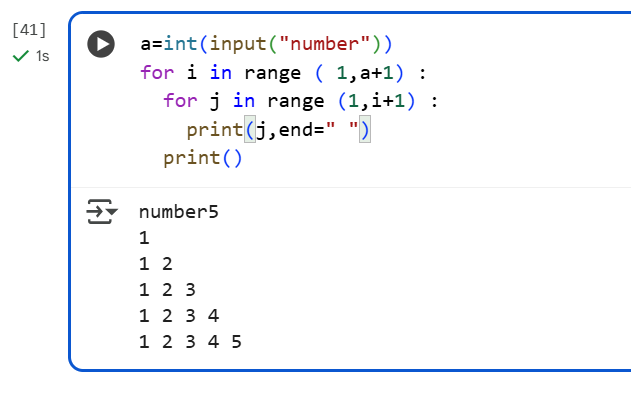 [41]
1s
a=int(input("number"))
for i in range ( 1,a+1) :
  for j in range (1,i+1) :
    print(j,end=" ")
  print()
number5
1
1 2
1 2 3
1 2 3 4
1 2 3 4 5